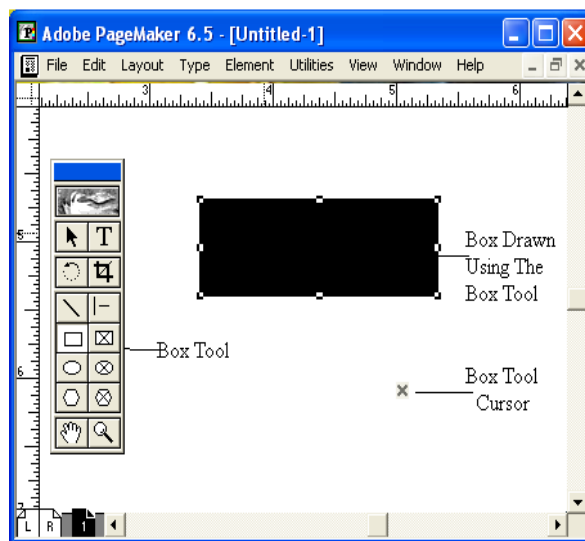 Adobe PageMaker 6.5 - [Untitled-1]
File Edit Layout Type Element Utilities View Window Help
3 4 5 6
T
5
Box Drawn
Using The
Box Tool
Box Tool
6
Box Tool
Cursor
7
L R 1